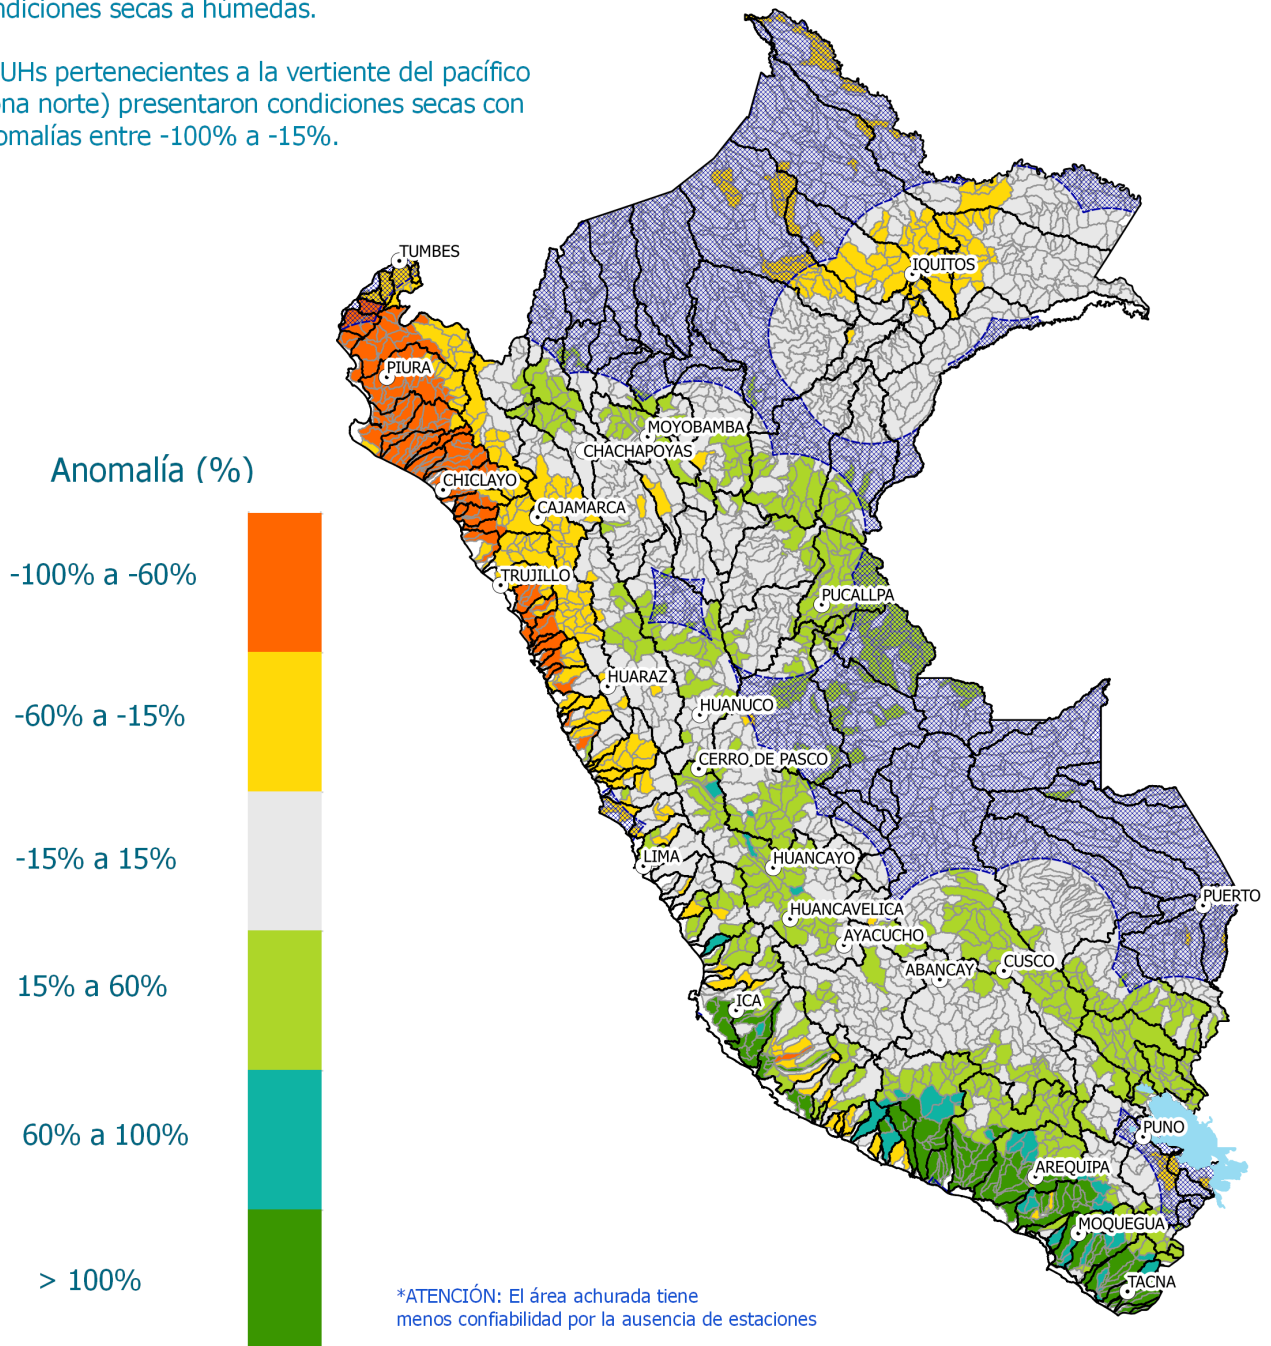 ndiciones secas a húmedas.
UHs pertenecientes a la vertiente del pacífico
na norte) presentaron condiciones secas con
omalías entre -100% a -15%.
TUMBES
IQUITOS
PIURA
MOYOBAMBA
CHACHAPOYAS
Anomalía (%)
CHICLAYO
CAJAMARCA
-100% a -60%
TRUJILLO
PUCALLPA
HUARAZ
HUANUCO
-60% a -15%
CERRO DE PASCO
-15% a 15%
LIMA
HUANCAYO
PUERTO
HUANCAVELICA
AYACUCHO
CUSCO
ABANCAY
15% a 60%
ICA
PUNO
60% a 100%
AREQUIPA
MOQUEGUA
> 100%
TACNA
*ATENCIÓN: El área achurada tiene
menos confiabilidad por la ausencia de estaciones